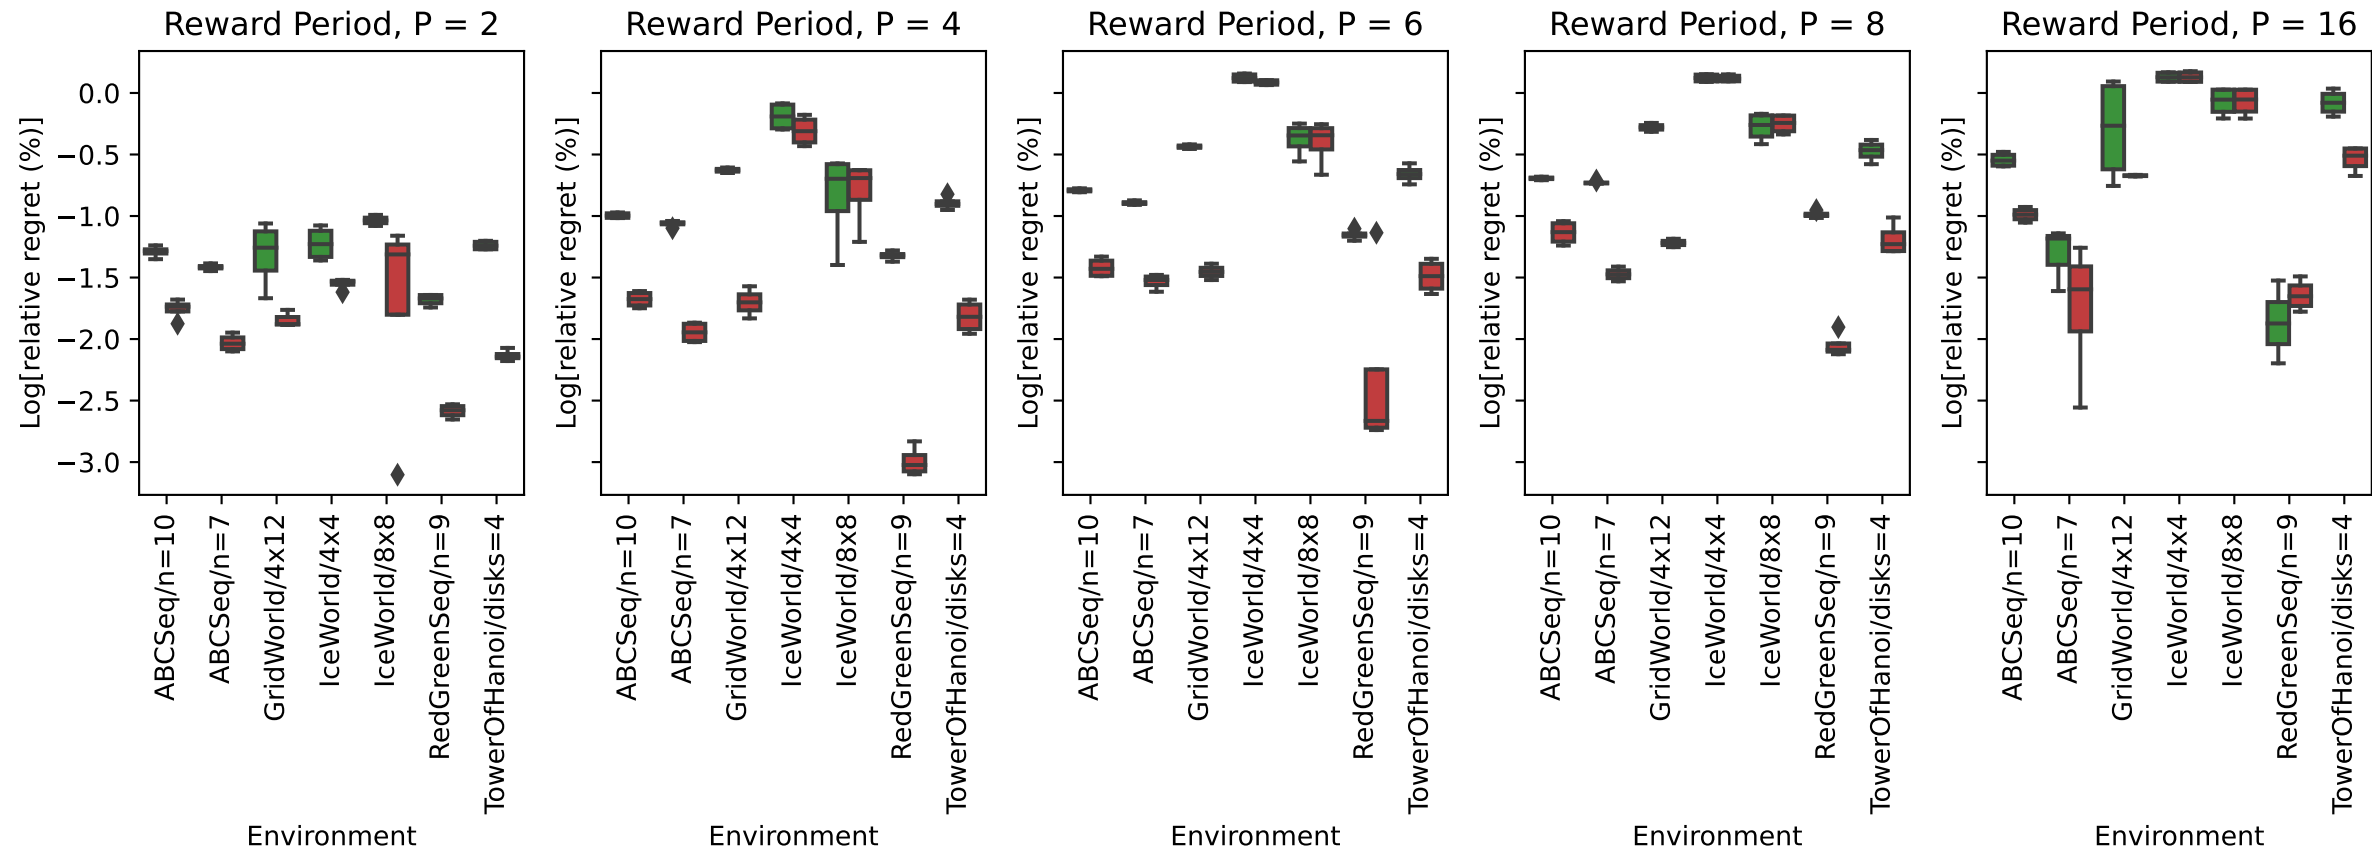 Reward Period, P = 2
Reward Period, P = 4
Reward Period, P = 6
Reward Period, P = 8
Reward Period, P = 16
Log[relative regret (%)]
0.0
−0.5
−1.0
−1.5
−2.0
−2.5
−3.0
ABCSeq/n=10
ABCSeq/n=7
GridWorld/4x12
IceWorld/4x4
IceWorld/8x8
RedGreenSeq/n=9
TowerOfHanoi/disks=4
Environment
Log[relative regret (%)]
ABCSeq/n=10
ABCSeq/n=7
GridWorld/4x12
IceWorld/4x4
IceWorld/8x8
RedGreenSeq/n=9
TowerOfHanoi/disks=4
Environment
Log[relative regret (%)]
ABCSeq/n=10
ABCSeq/n=7
GridWorld/4x12
IceWorld/4x4
IceWorld/8x8
RedGreenSeq/n=9
TowerOfHanoi/disks=4
Environment
Log[relative regret (%)]
ABCSeq/n=10
ABCSeq/n=7
GridWorld/4x12
IceWorld/4x4
IceWorld/8x8
RedGreenSeq/n=9
TowerOfHanoi/disks=4
Environment
Log[relative regret (%)]
ABCSeq/n=10
ABCSeq/n=7
GridWorld/4x12
IceWorld/4x4
IceWorld/8x8
RedGreenSeq/n=9
TowerOfHanoi/disks=4
Environment